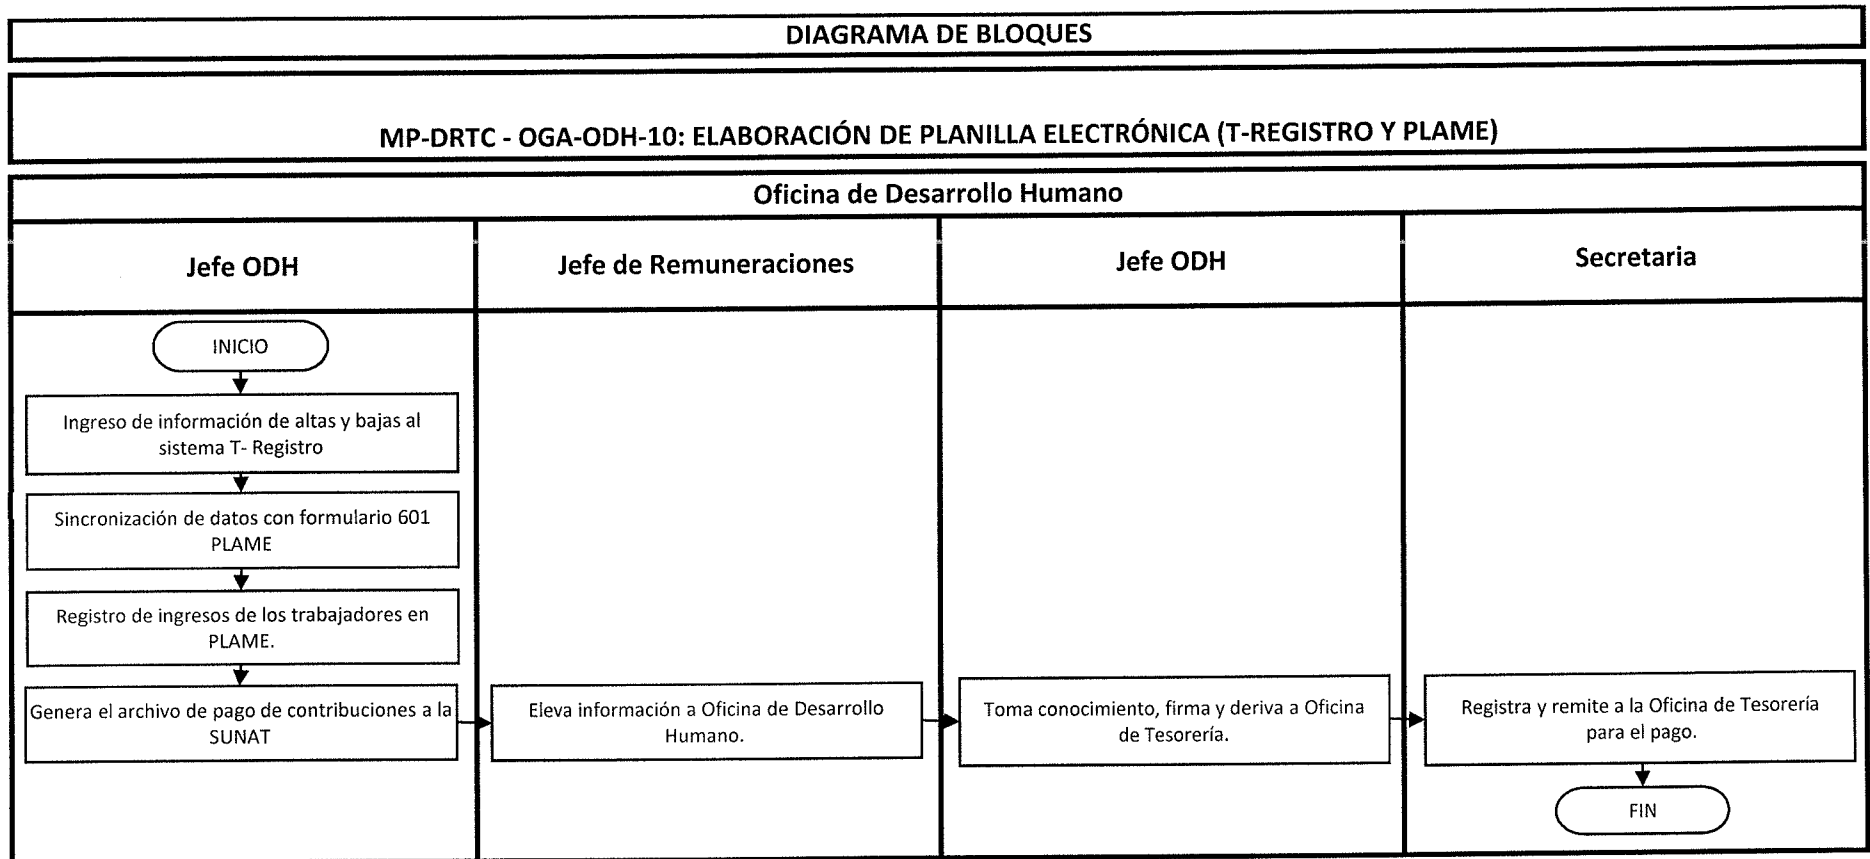 DIAGRAMA DE BLOQUES
MP-DRTC - OGA-ODH-10: ELABORACIÓN DE PLANILLA ELECTRÓNICA (T-REGISTRO Y PLAME)
Oficina de Desarrollo Humano
Jefe ODH
Jefe de Remuneraciones
Jefe ODH
Secretaria
INICIO
Ingreso de información de altas y bajas al
sistema T- Registro
Sincronización de datos con formulario 601
PLAME
Registro de ingresos de los trabajadores en
PLAME.
Genera el archivo de pago de contribuciones a la
SUNAT
Eleva información a Oficina de Desarrollo
Humano.
Toma conocimiento, firma y deriva a Oficina
de Tesorería.
Registra y remite a la Oficina de Tesorería
para el pago.
FIN